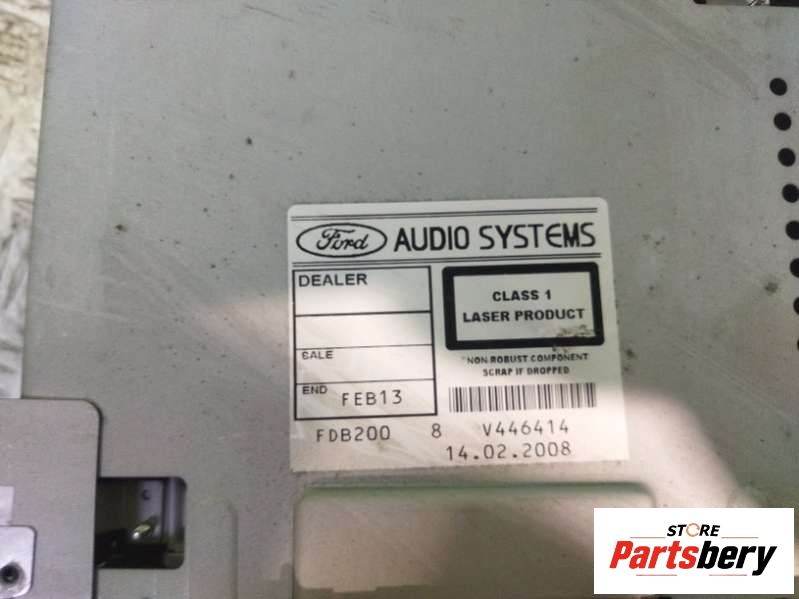 Ford AUDIO SYSTEMS
DEALER
CLASS 1
LASER PRODUCT
SALE
NON ROBUST COMPONENT
SCRAP IF DROPPED
END FEB13
FDB200 8 V446414
14.02.2008
STORE
Partsbery